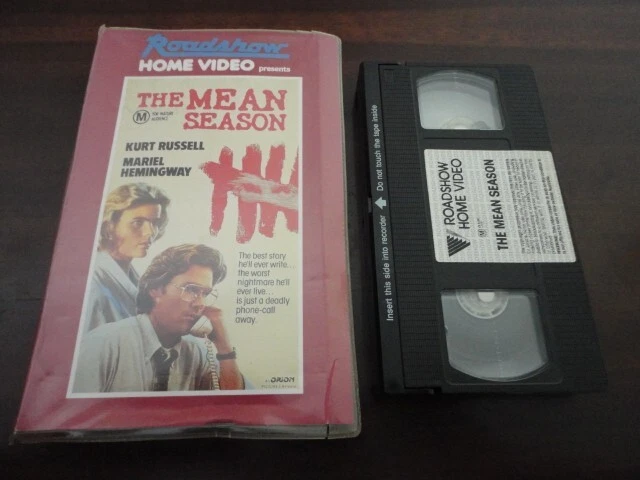 Roadshow
HOME VIDEO presents
THE MEAN
SEASON
M
KURT RUSSELL
MARIEL
HEMINGWAY
The best story
he'll ever write...
the worst
nightmare he'll
ever live...
is just a deadly
phone-call
away.
ORION
Insert this side into recorder Do not touch the tape inside
ROADSHOW
HOME VIDEO
M
THE MEAN SEASON